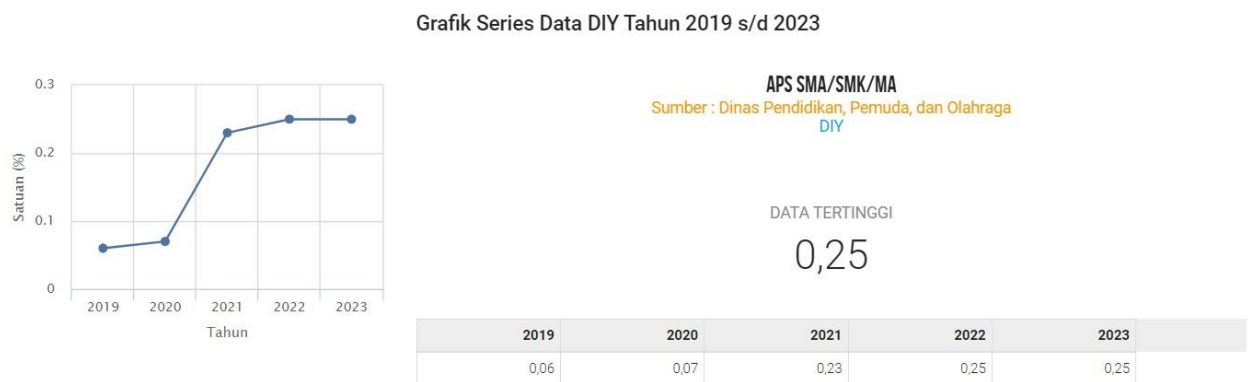 Grafik Series Data DIY Tahun 2019 s/d 2023
0.3
0.2
0.1
0
Satuan (%)
2019 2020 2021 2022 2023
Tahun
APS SMA/SMK/MA
Sumber : Dinas Pendidikan, Pemuda, dan Olahraga
DIY
DATA TERTINGGI
0,25
2019 2020 2021 2022 2023
0,06 0,07 0,23 0,25 0,25